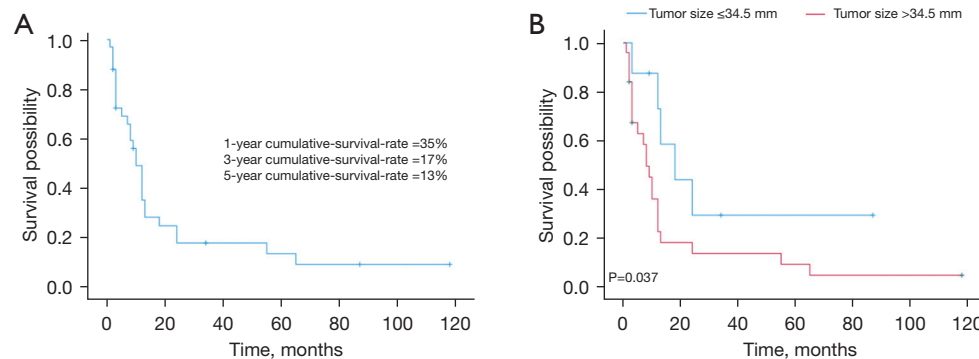 A
1.0
0.8
0.6
0.4
0.2
0.0
Survival possibility
1-year cumulative-survival-rate =35%
3-year cumulative-survival-rate =17%
5-year cumulative-survival-rate =13%
0 20 40 60 80 100 120
Time, months
B
Tumor size ≤34.5 mm Tumor size >34.5 mm
1.0
0.8
0.6
0.4
0.2
0.0
Survival possibility
P=0.037
0 20 40 60 80 100 120
Time, months